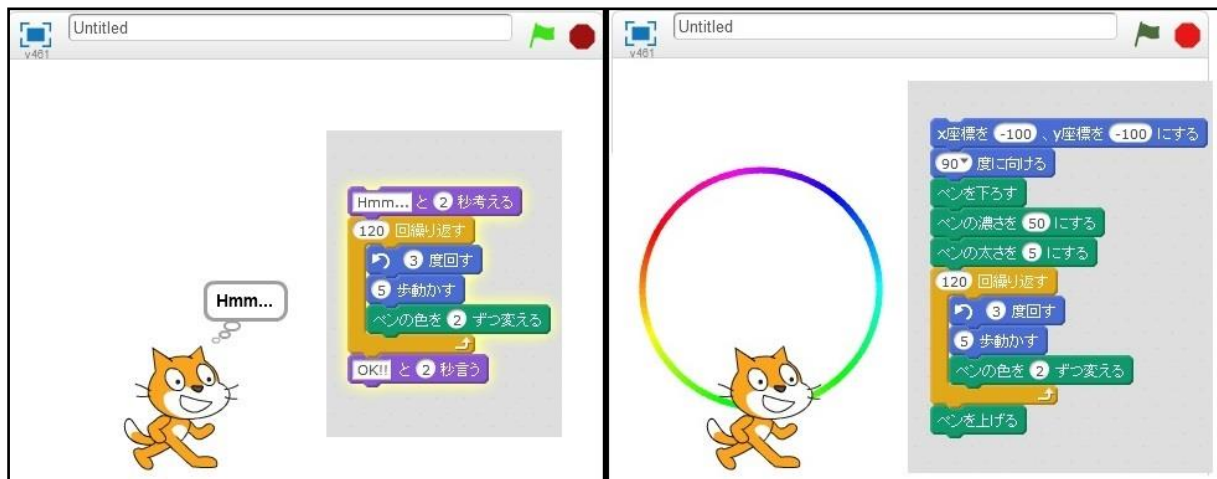 Untitled
v461
Hmm... と 2 秒考える
120 回繰り返す
3 度回す
5 歩動かす
ペンの色を 2 ずつ変える
OK!! と 2 秒言う
Hmm...
Untitled
v461
x座標を -100 、y座標を -100 にする
90▼ 度に向ける
ペンを下ろす
ペンの濃さを 50 にする
ペンの太さを 5 にする
120 回繰り返す
3 度回す
5 歩動かす
ペンの色を 2 ずつ変える
ペンを上げる